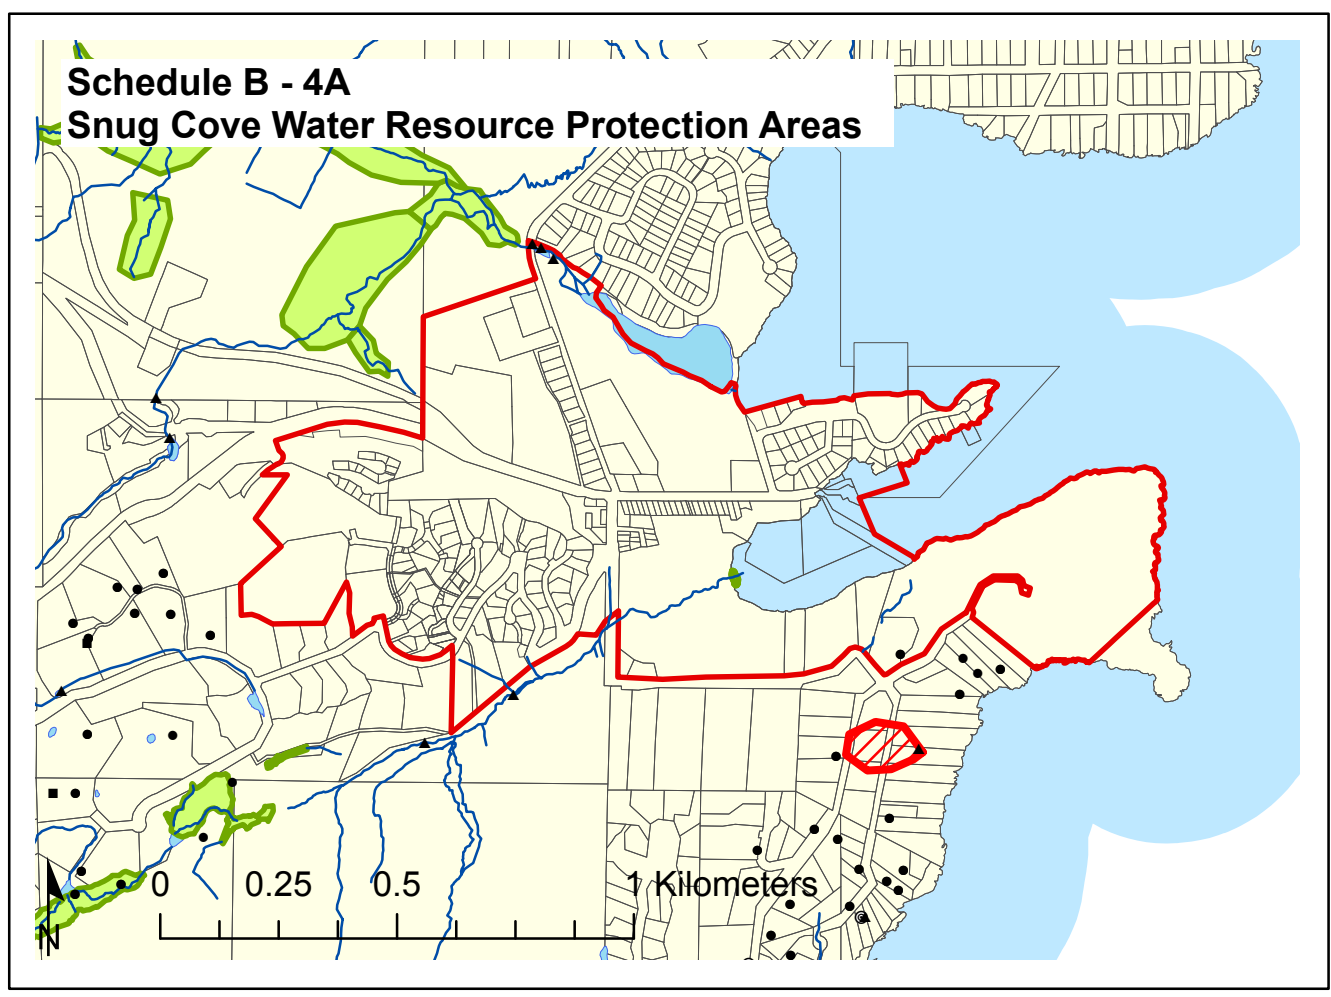 Schedule B - 4A
Snug Cove Water Resource Protection Areas
0 0.25 0.5 1 Kilometers
N